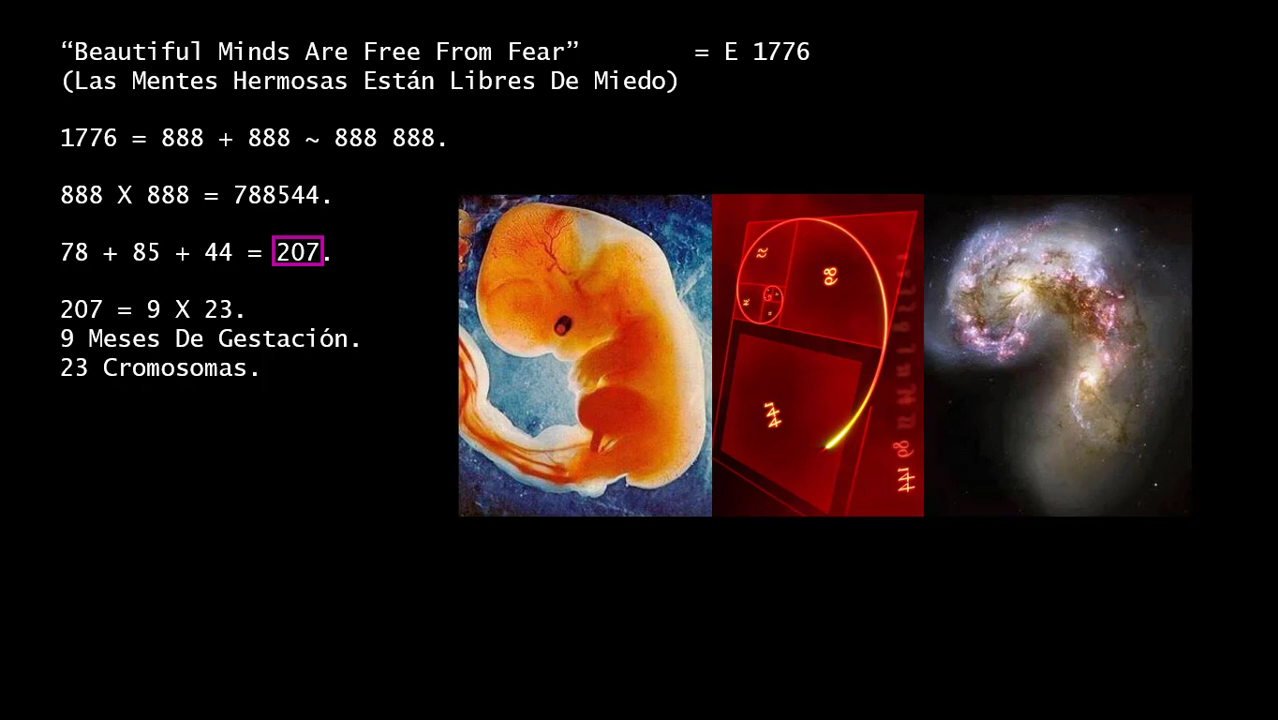 “Beautiful Minds Are Free From Fear” = E 1776
(Las Mentes Hermosas Están Libres De Miedo)
1776 = 888 + 888 ~ 888 888.
888 X 888 = 788544.
78 + 85 + 44 = 207.
207 = 9 X 23.
9 Meses De Gestación.
23 Cromosomas.